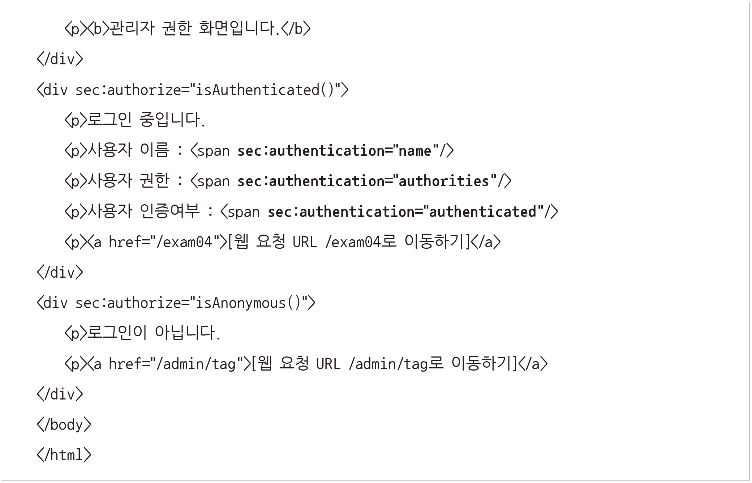 <p><b>관리자 권한 화면입니다.</b>
</div>
<div sec:authorize="isAuthenticated()">
<p>로그인 중입니다.
<p>사용자 이름 : <span sec:authentication="name"/>
<p>사용자 권한 : <span sec:authentication="authorities"/>
<p>사용자 인증여부 : <span sec:authentication="authenticated"/>
<p><a href="/exam04">[웹 요청 URL /exam04로 이동하기]</a>
</div>
<div sec:authorize="isAnonymous()">
<p>로그인이 아닙니다.
<p><a href="/admin/tag">[웹 요청 URL /admin/tag로 이동하기]</a>
</div>
</body>
</html>